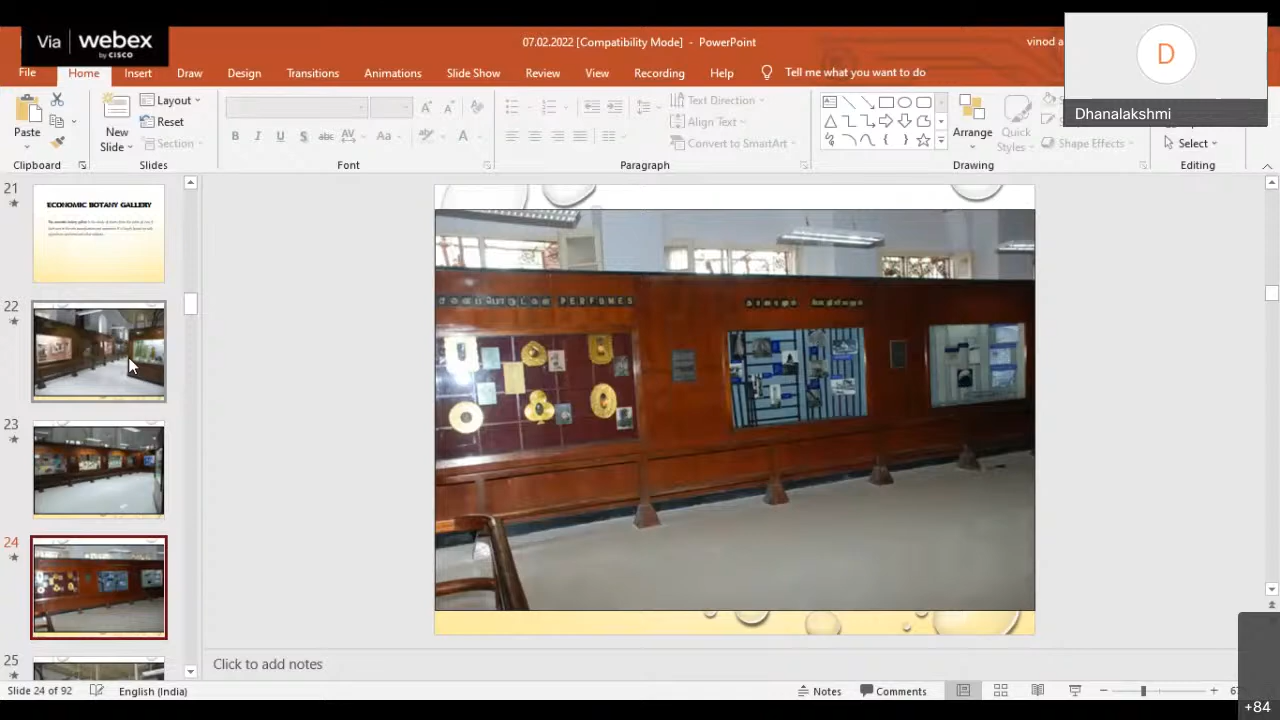 Via webex
by CISCO
07.02.2022 [Compatibility Mode] - PowerPoint
vinod a
D
Dhanalakshmi
File Home Insert Draw Design Transitions Animations Slide Show Review View Recording Help Tell me what you want to do
Paste
New
Slide
Layout
Reset
Section
B I U S abc AV Aa A
Text Direction
Align Text
Convert to SmartArt
Arrange
Quick
Styles
Shape Effects
Select
Clipboard Slides Font Paragraph Drawing Editing
21
ECONOMIC BOTANY GALLERY
22
23
24
25
PERFUMES
Click to add notes
Slide 24 of 92 English (India) Notes Comments
+84